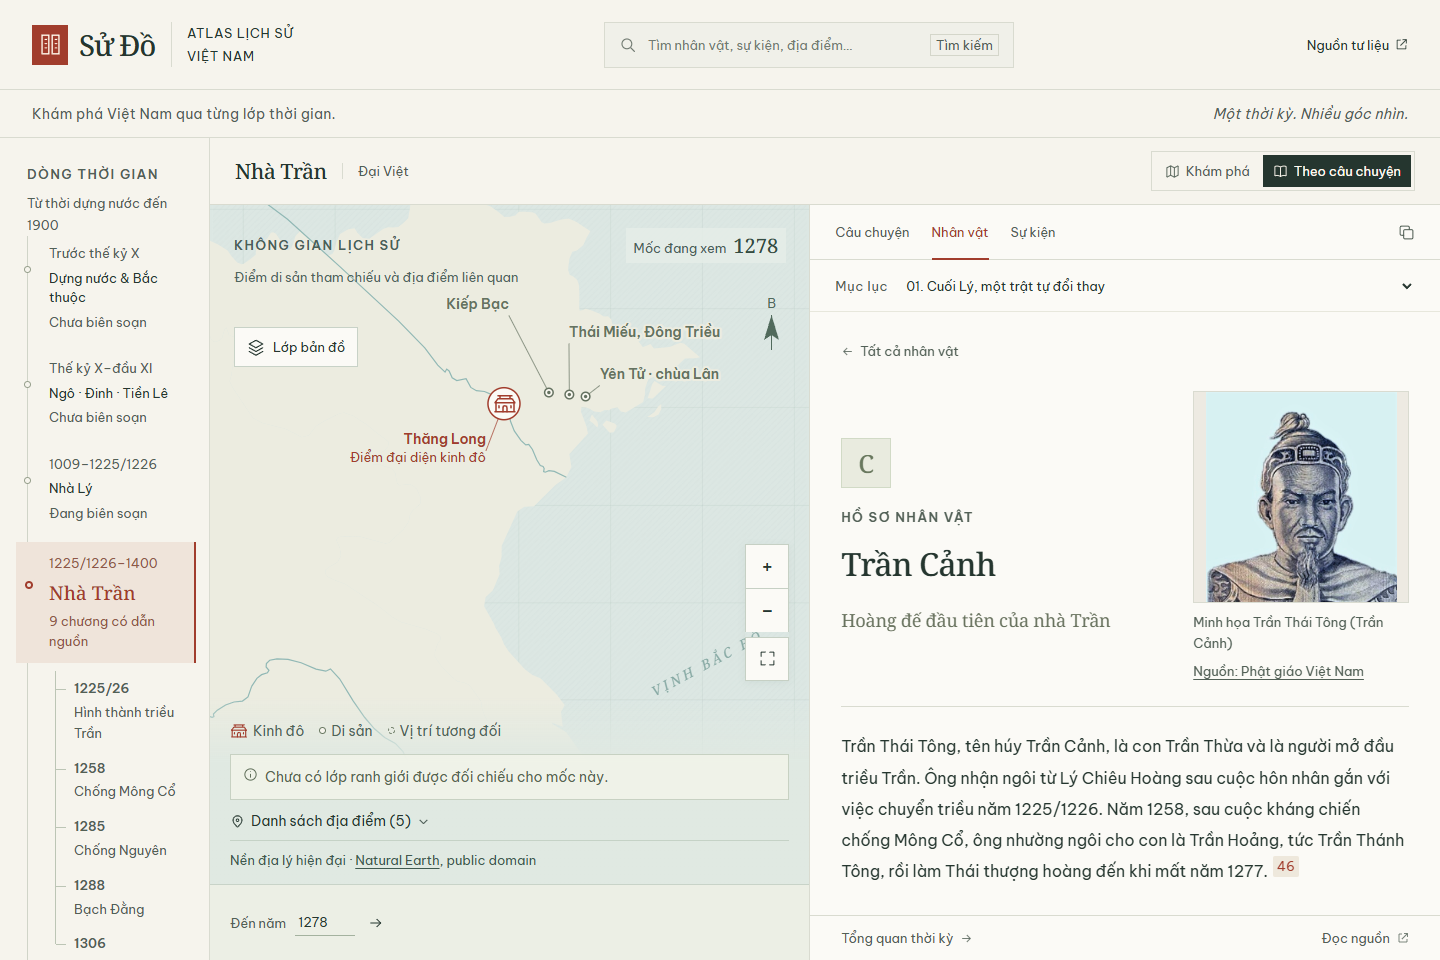 Sử Đồ
ATLAS LỊCH SỬ
VIỆT NAM
Tìm nhân vật, sự kiện, địa điểm...
Tìm kiếm
Nguồn tư liệu
Khám phá Việt Nam qua từng lớp thời gian.
Một thời kỳ. Nhiều góc nhìn.
DÒNG THỜI GIAN
Từ thời dựng nước đến
1900
Trước thế kỷ X
Dựng nước & Bắc
thuộc
Chưa biên soạn
Thế kỷ X–đầu XI
Ngô · Đinh · Tiền Lê
Chưa biên soạn
1009–1225/1226
Nhà Lý
Đang biên soạn
1225/1226–1400
Nhà Trần
9 chương có dẫn
nguồn
1225/26
Hình thành triều
Trần
1258
Chống Mông Cổ
1285
Chống Nguyên
1288
Bạch Đằng
1306
Nhà Trần
Đại Việt
Khám phá
Theo câu chuyện
KHÔNG GIAN LỊCH SỬ
Điểm di sản tham chiếu và địa điểm liên quan
Mốc đang xem 1278
Lớp bản đồ
B
Kiếp Bạc
Thái Miếu, Đông Triều
Yên Tử · chùa Lân
Thăng Long
Điểm đại diện kinh đô
+
−
VỊNH BẮC
Kinh đô
Di sản
Vị trí tương đối
Chưa có lớp ranh giới được đối chiếu cho mốc này.
Danh sách địa điểm (5)
Nền địa lý hiện đại · Natural Earth, public domain
Đến năm 1278 →
Câu chuyện
Nhân vật
Sự kiện
Mục lục
01. Cuối Lý, một trật tự đổi thay
← Tất cả nhân vật
C
HỒ SƠ NHÂN VẬT
Trần Cảnh
Hoàng đế đầu tiên của nhà Trần
Minh họa Trần Thái Tông (Trần
Cảnh)
Nguồn: Phật giáo Việt Nam
Trần Thái Tông, tên húy Trần Cảnh, là con Trần Thừa và là người mở đầu
triều Trần. Ông nhận ngôi từ Lý Chiêu Hoàng sau cuộc hôn nhân gắn với
việc chuyển triều năm 1225/1226. Năm 1258, sau cuộc kháng chiến
chống Mông Cổ, ông nhường ngôi cho con là Trần Hoảng, tức Trần Thánh
Tông, rồi làm Thái thượng hoàng đến khi mất năm 1277. 46
Tổng quan thời kỳ →
Đọc nguồn